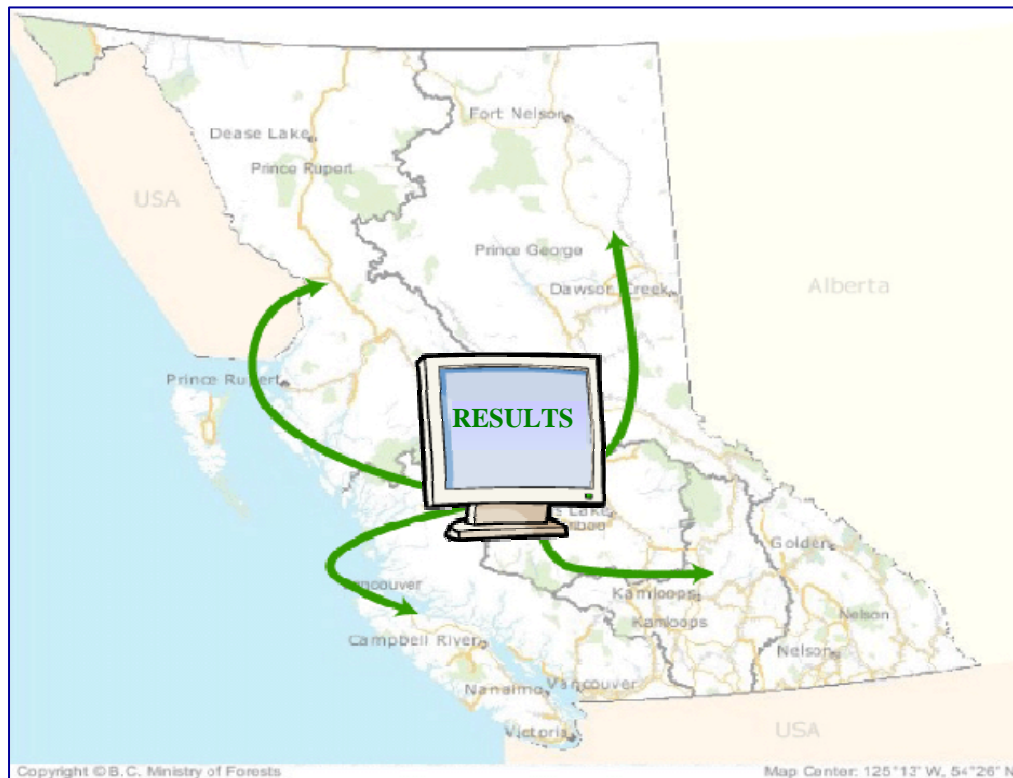 Fort Nelson
Dease Lake
Prince Rupert
USA
Prince George
Dawson Creek
Alberta
Prince Rupert
RESULTS
Lake
Golden
Vancouver
Kamloops
Nelson
Kamloops
Campbell River
Nelson
Nanaimo
Vancouver
Victoria
USA
Copyright © B.C. Ministry of Forests
Map Center: 125°13' W, 54°26' N